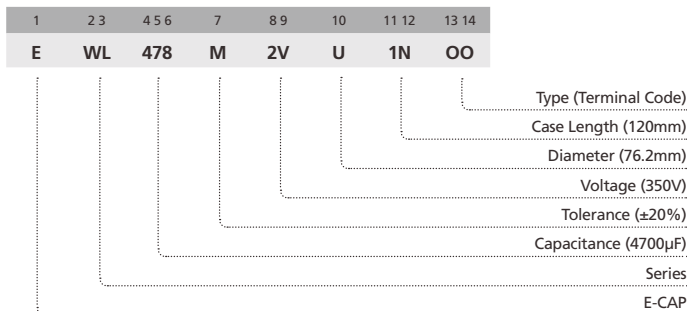 1 2 3 4 5 6 7 8 9 10 11 12 13 14
E WL 478 M 2V U 1N OO
Type (Terminal Code)
Case Length (120mm)
Diameter (76.2mm)
Voltage (350V)
Tolerance (±20%)
Capacitance (4700µF)
Series
E-CAP